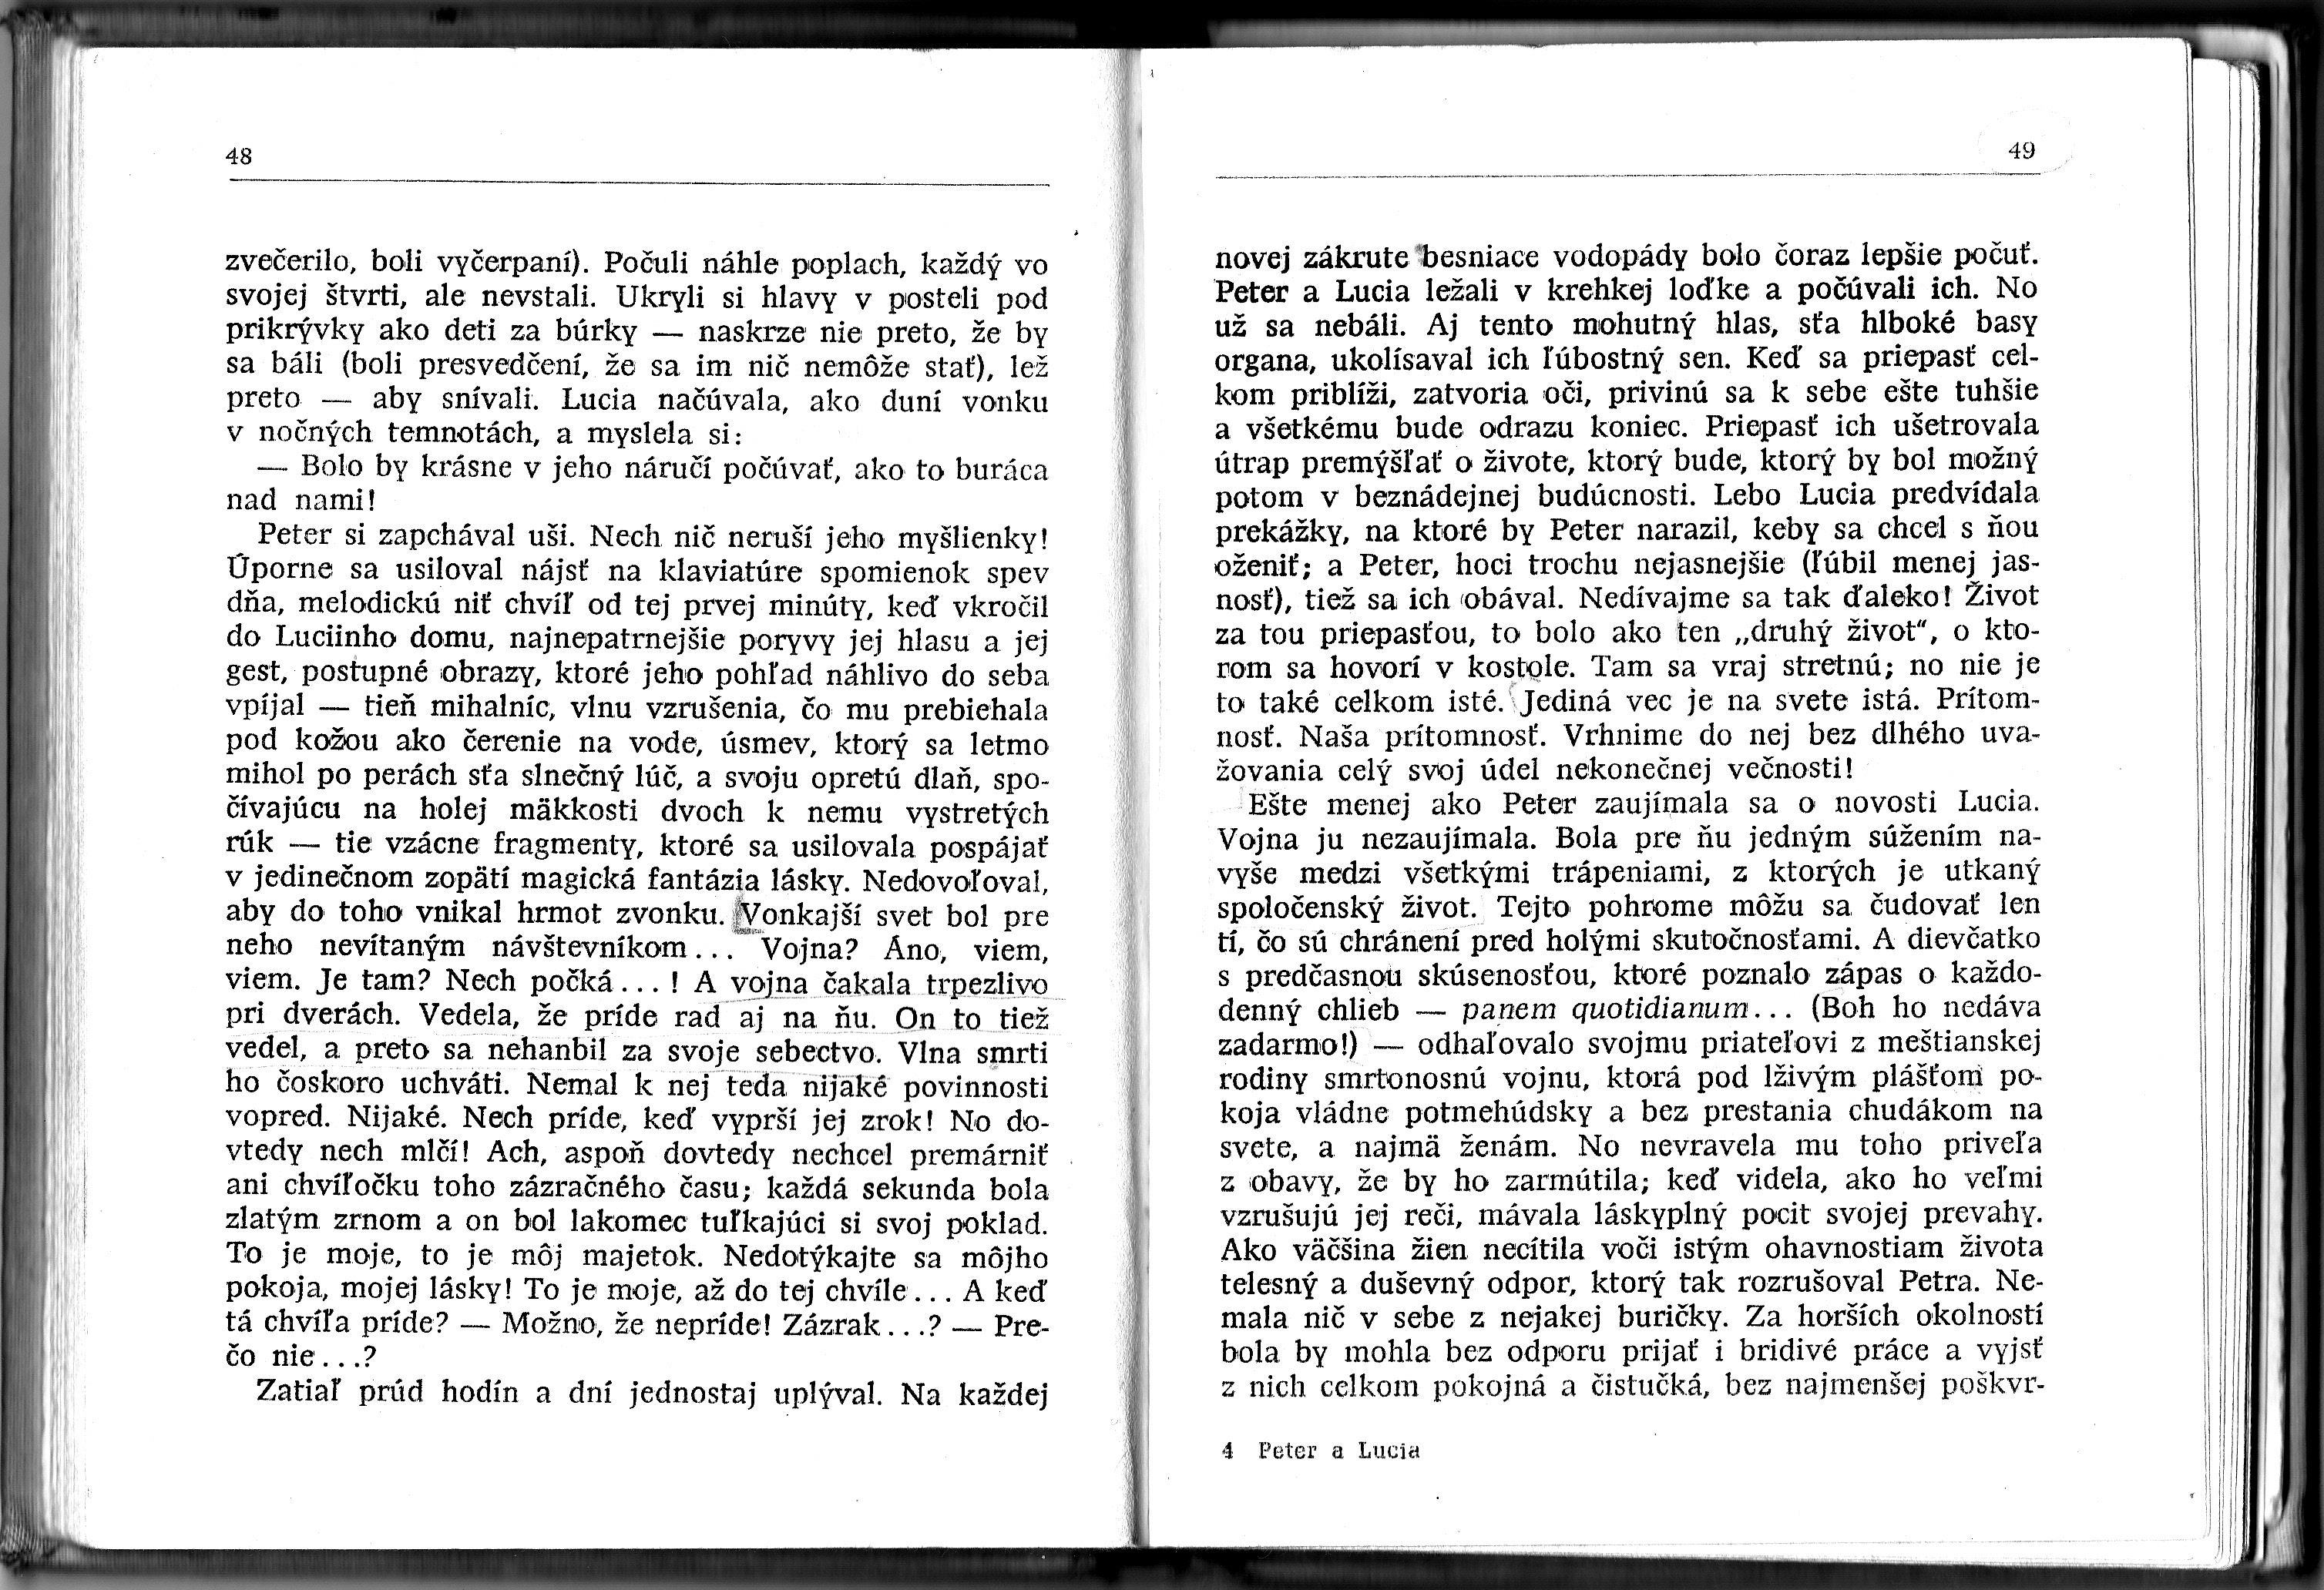 48
zvečerilo, boli vyčerpaní). Počuli náhle poplach, každý vo
svojej štvrti, ale nevstali. Ukryli si hlavy v posteli pod
prikrývky ako deti za búrky — naskrze nie preto, že by
sa báli (boli presvedčení, že sa im nič nemôže stať), lež
preto — aby snívali. Lucia načúvala, ako duní vonku
v nočných temnotách, a myslela si:
— Bolo by krásne v jeho náručí počúvať, ako to buráca
nad nami!
Peter si zapchával uši. Nech nič neruší jeho myšlienky!
Úporne sa usiloval nájsť na klaviatúre spomienok spev
dňa, melodickú niť chvíľ od tej prvej minúty, keď vkročil
do Luciinho domu, najnepatrnejšie poryvy jej hlasu a jej
gest, postupné obrazy, ktoré jeho pohľad náhlivo do seba
vpíjal — tieň mihalníc, vlnu vzrušenia, čo mu prebiehala
pod kožou ako čerenie na vode, úsmev, ktorý sa letmo
mihol po perách sťa slnečný lúč, a svoju opretú dlaň, spo-
čívajúcu na holej mäkkosti dvoch k nemu vystretých
rúk — tie vzácne fragmenty, ktoré sa usilovala pospájať
v jedinečnom zopätí magická fantázia lásky. Nedovoľoval,
aby do toho vnikal hrmot zvonku. Vonkajší svet bol pre
neho nevítaným návštevníkom... Vojna? Áno, viem,
viem. Je tam? Nech počká...! A vojna čakala trpezlivo
pri dverách. Vedela, že príde rad aj na ňu. On to tiež
vedel, a preto sa nehanbil za svoje sebectvo. Vlna smrti
ho čoskoro uchváti. Nemal k nej teda nijaké povinnosti
vopred. Nijaké. Nech príde, keď vyprší jej zrok! No do-
vtedy nech mlčí! Ach, aspoň dovtedy nechcel premárniť
ani chvíľočku toho zázračného času; každá sekunda bola
zlatým zrnom a on bol lakomec tuľkajúci si svoj poklad.
To je moje, to je môj majetok. Nedotýkajte sa môjho
pokoja, mojej lásky! To je moje, až do tej chvíle... A keď
tá chvíľa príde? — Možno, že nepríde! Zázrak...? — Pre-
čo nie...?
Zatiaľ prúd hodín a dní jednostaj uplýval. Na každej
49
novej zákrute besniace vodopády bolo čoraz lepšie počuť.
Peter a Lucia ležali v krehkej loďke a počúvali ich. No
už sa nebáli. Aj tento mohutný hlas, sťa hlboké basy
organa, ukolísaval ich ľúbostný sen. Keď sa priepasť cel-
kom priblíži, zatvoria oči, privinú sa k sebe ešte tuhšie
a všetkému bude odrazu koniec. Priepasť ich ušetrovala
útrap premýšľať o živote, ktorý bude, ktorý by bol možný
potom v beznádejnej budúcnosti. Lebo Lucia predvídala
prekážky, na ktoré by Peter narazil, keby sa chcel s ňou
oženiť; a Peter, hoci trochu nejasnejšie (ľúbil menej jas-
nosť), tiež sa ich obával. Nedívajme sa tak ďaleko! Život
za tou priepasťou, to bolo ako ten „druhý život", o kto-
rom sa hovorí v kostole. Tam sa vraj stretnú; no nie je
to také celkom isté. Jediná vec je na svete istá. Prítom-
nosť. Naša prítomnosť. Vrhnime do nej bez dlhého uva-
žovania celý svoj údel nekonečnej večnosti!
Ešte menej ako Peter zaujímala sa o novosti Lucia.
Vojna ju nezaujímala. Bola pre ňu jedným súžením na-
vyše medzi všetkými trápeniami, z ktorých je utkaný
spoločenský život. Tejto pohrome môžu sa čudovať len
tí, čo sú chránení pred holými skutočnosťami. A dievčatko
s predčasnou skúsenosťou, ktoré poznalo zápas o každo-
denný chlieb — panem quotidianum... (Boh ho nedáva
zadarmo!) — odhaľovalo svojmu priateľovi z meštianskej
rodiny smrtonosnú vojnu, ktorá pod lživým plášťom po-
koja vládne potmehúdsky a bez prestania chudákom na
svete, a najmä ženám. No nevravela mu toho priveľa
z obavy, že by ho zarmútila; keď videla, ako ho veľmi
vzrušujú jej reči, mávala láskyplný pocit svojej prevahy.
Ako väčšina žien necítila voči istým ohavnostiam života
telesný a duševný odpor, ktorý tak rozrušoval Petra. Ne-
mala nič v sebe z nejakej buričky. Za horších okolností
bola by mohla bez odporu prijať i bridivé práce a vyjsť
z nich celkom pokojná a čistučká, bez najmenšej poškvr-
4 Peter a Lucia